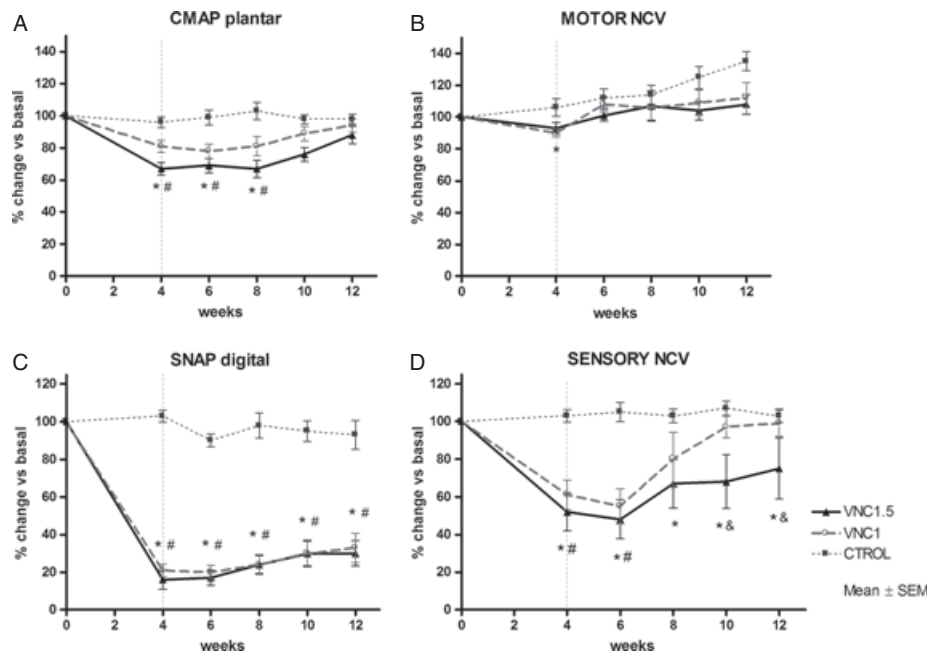 A
CMAP plantar
% change vs basal
140
120
100
80
60
40
20
0
* # * # * #
0 2 4 6 8 10 12
weeks
B
MOTOR NCV
% change vs basal
140
120
100
80
60
40
20
0
*
0 2 4 6 8 10 12
weeks
C
SNAP digital
% change vs basal
120
100
80
60
40
20
0
* # * # * # * # * #
0 2 4 6 8 10 12
weeks
D
SENSORY NCV
% change vs basal
120
100
80
60
40
20
0
*# *# * *& *&
0 2 4 6 8 10 12
weeks
VNC1.5
VNC1
CTROL
Mean ± SEM